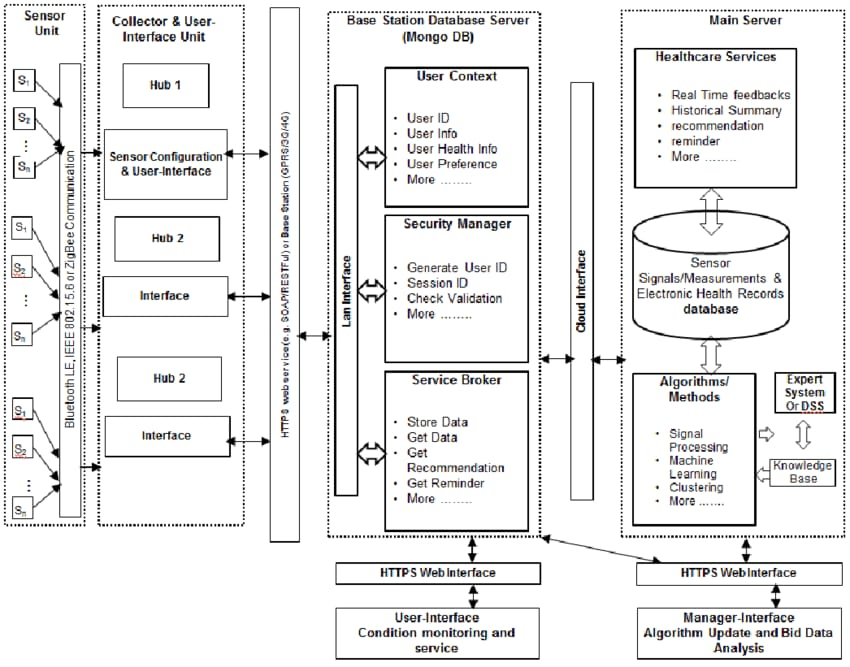 Sensor
Unit
S1
S2
Sn
S1
S2
Sn
S1
S2
Sn
Bluetooth LE, IEEE 802.15.6 or ZigBee Communication
Collector & User-
Interface Unit
Hub 1
Sensor Configuration
& User-Interface
Hub 2
Interface
Hub 2
Interface
HTTPS web service(e.g. SOAP/RESTFul) or Base Station (GPRS/3G/4G)
Base Station Database Server
(Mongo DB)
Lan Interface
User Context
• User ID
• User Info
• User Health Info
• User Preference
• More ........
Security Manager
• Generate User ID
• Session ID
• Check Validation
• More ........
Service Broker
• Store Data
• Get Data
• Get
Recommendation
• Get Reminder
• More ........
Cloud Interface
Main Server
Healthcare Services
• Real Time feedbacks
• Historical Summary
• recommendation
• reminder
• More ........
Sensor
Signals/Measurements &
Electronic Health Records
database
Algorithms/
Methods
• Signal
Processing
• Machine
Learning
• Clustering
• More .......
Expert
System
Or DSS
Knowledge
Base
HTTPS Web Interface
User-Interface
Condition monitoring and
service
HTTPS Web Interface
Manager-Interface
Algorithm Update and Bid Data
Analysis